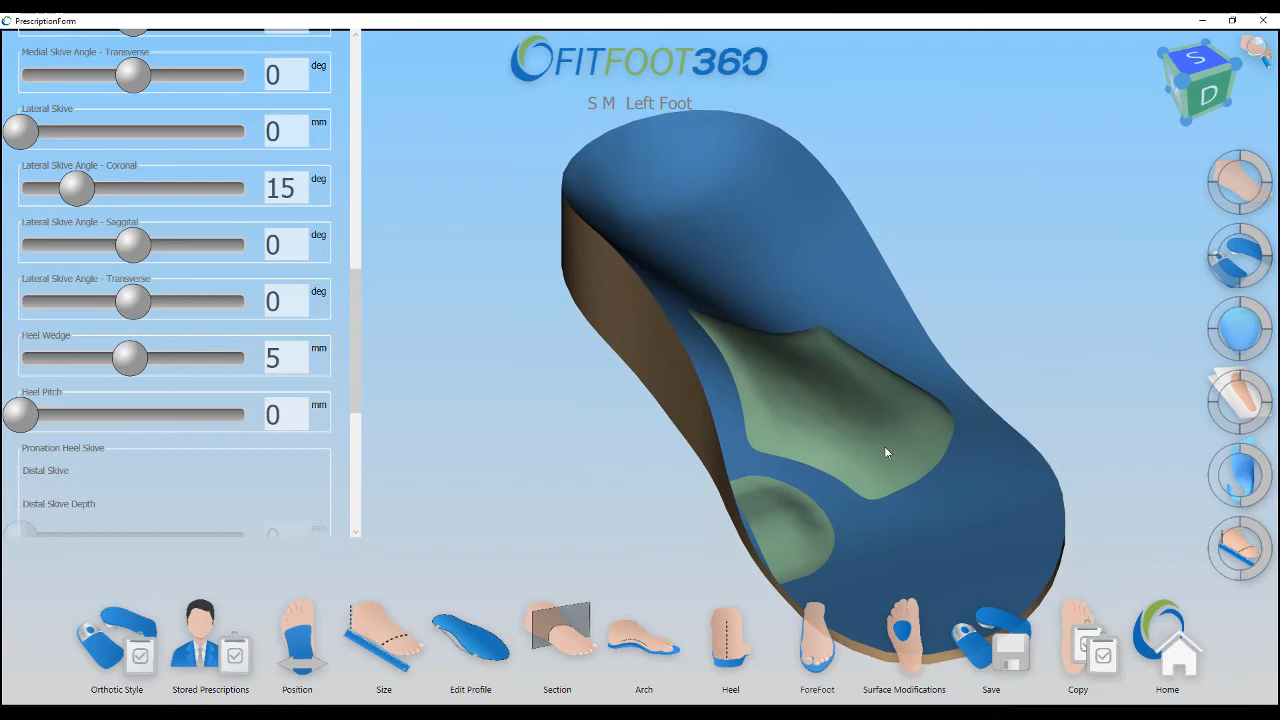 PrescriptionForm
Medial Skive Angle - Transverse
0 deg
Lateral Skive
0 mm
Lateral Skive Angle - Coronal
15 deg
Lateral Skive Angle - Saggital
0 deg
Lateral Skive Angle - Transverse
0 deg
Heel Wedge
5 mm
Heel Pitch
0 mm
Pronation Heel Skive
Distal Skive
Distal Skive Depth
0 mm
FITFOOT360
S M Left Foot
S
D
Orthotic Style
Stored Prescriptions
Position
Size
Edit Profile
Section
Arch
Heel
ForeFoot
Surface Modifications
Save
Copy
Home